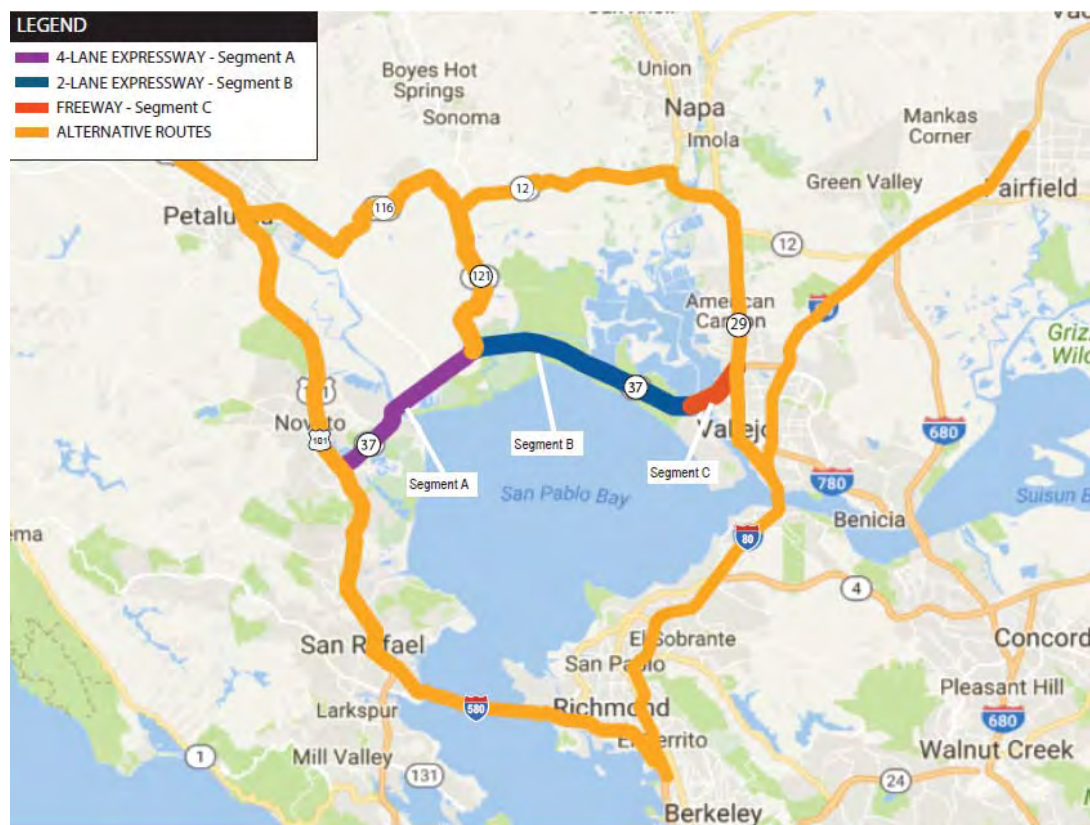 LEGEND
4-LANE EXPRESSWAY - Segment A
2-LANE EXPRESSWAY - Segment B
FREEWAY - Segment C
ALTERNATIVE ROUTES
Boyes Hot
Springs
Sonoma
Union
Napa
Imola
Mankas
Corner
Green Valley
Fairfield
Petaluma
116
12
12
121
American
Canyon
29
37
Vallejo
Novato
101
37
Segment A
Segment B
Segment C
San Pablo Bay
680
780
Benicia
80
4
San Rafael
El Sobrante
San Pablo
Concord
Larkspur
580
Richmond
Pleasant Hill
680
El Cerrito
Mill Valley
1
131
Walnut Creek
24
Berkeley